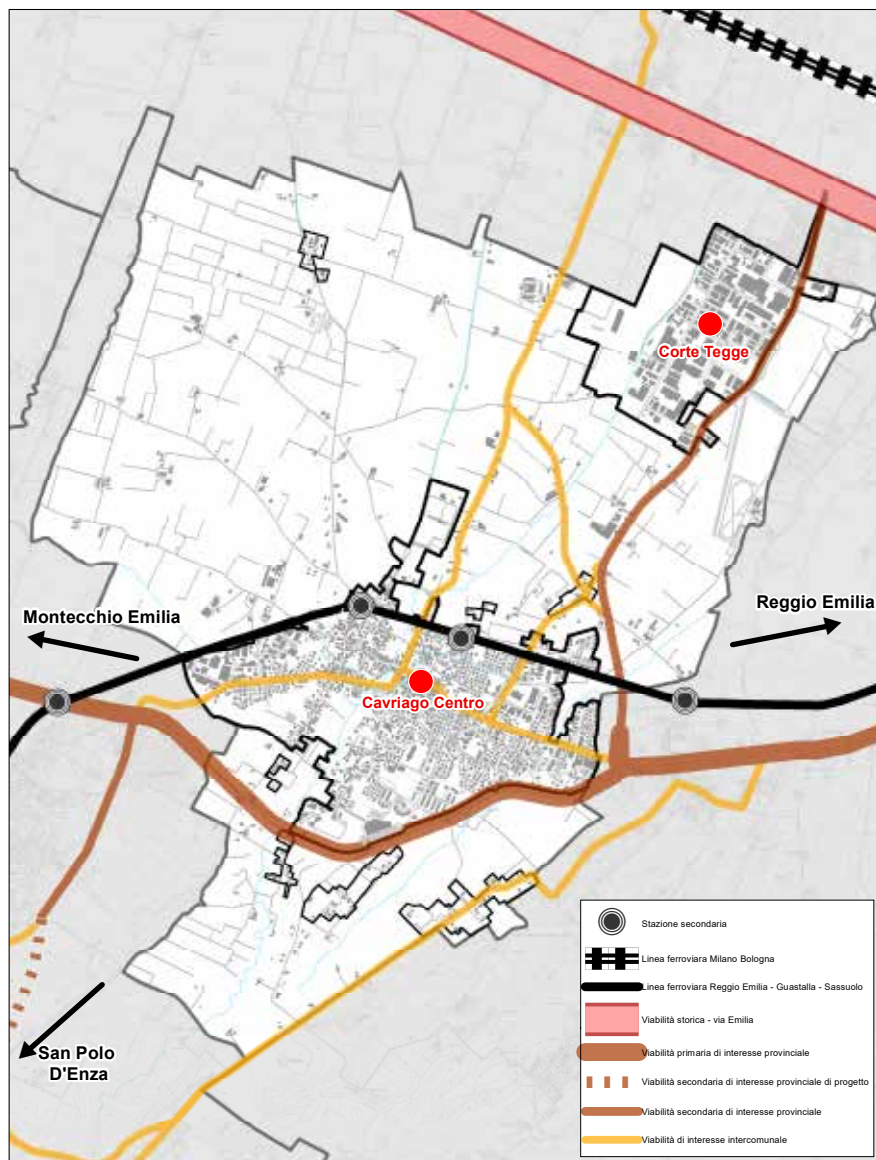 Corte Tegge
Montecchio Emilia
Reggio Emilia
Cavriago Centro
San Polo
D'Enza
Stazione secondaria
Linea ferroviara Milano Bologna
Linea ferroviara Reggio Emilia - Guastalla - Sassuolo
Viabilità storica - via Emilia
Viabilità primaria di interesse provinciale
Viabilità secondaria di interesse provinciale di progetto
Viabilità secondaria di interesse provinciale
Viabilità di interesse intercomunale